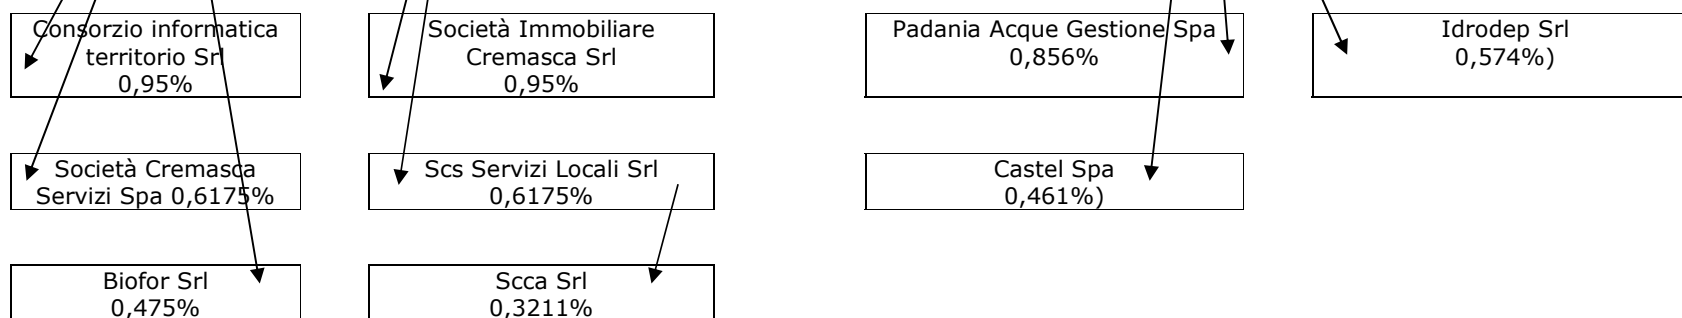 Consorzio informatica
territorio Srl
0,95%
Società Immobiliare
Cremasca Srl
0,95%
Padania Acque Gestione Spa
0,856%
Idrodep Srl
0,574%)
Società Cremasca
Servizi Spa 0,6175%
Scs Servizi Locali Srl
0,6175%
Castel Spa
0,461%)
Biofor Srl
0,475%
Scca Srl
0,3211%